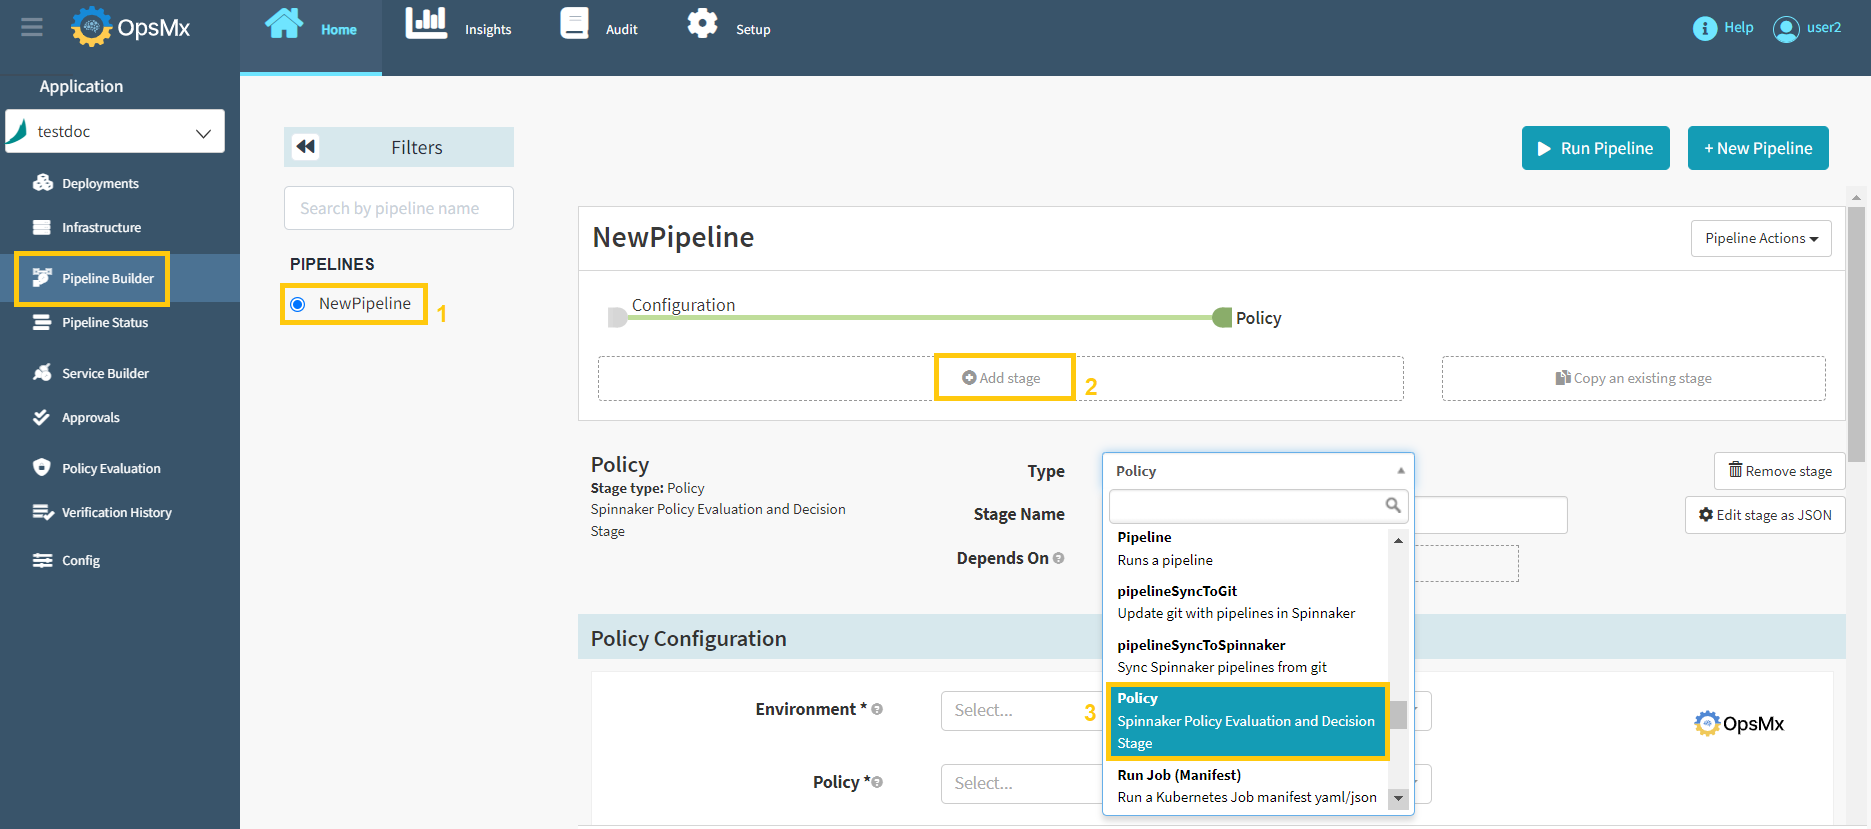 OpsMx
Home
Insights
Audit
Setup
Help
user2
Application
testdoc
Deployments
Infrastructure
Pipeline Builder
Pipeline Status
Service Builder
Approvals
Policy Evaluation
Verification History
Config
Filters
Search by pipeline name
PIPELINES
NewPipeline
1
Run Pipeline
+ New Pipeline
NewPipeline
Pipeline Actions
Configuration
Policy
Add stage
2
Copy an existing stage
Policy
Stage type: Policy
Spinnaker Policy Evaluation and Decision
Stage
Type
Stage Name
Depends On
Policy
Remove stage
Edit stage as JSON
Pipeline
Runs a pipeline
pipelineSyncToGit
Update git with pipelines in Spinnaker
pipelineSyncToSpinnaker
Sync Spinnaker pipelines from git
Policy
Spinnaker Policy Evaluation and Decision
Stage
Run Job (Manifest)
Run a Kubernetes Job manifest yaml/json
3
Policy Configuration
Environment *
Select...
Policy *
Select...
OpsMx